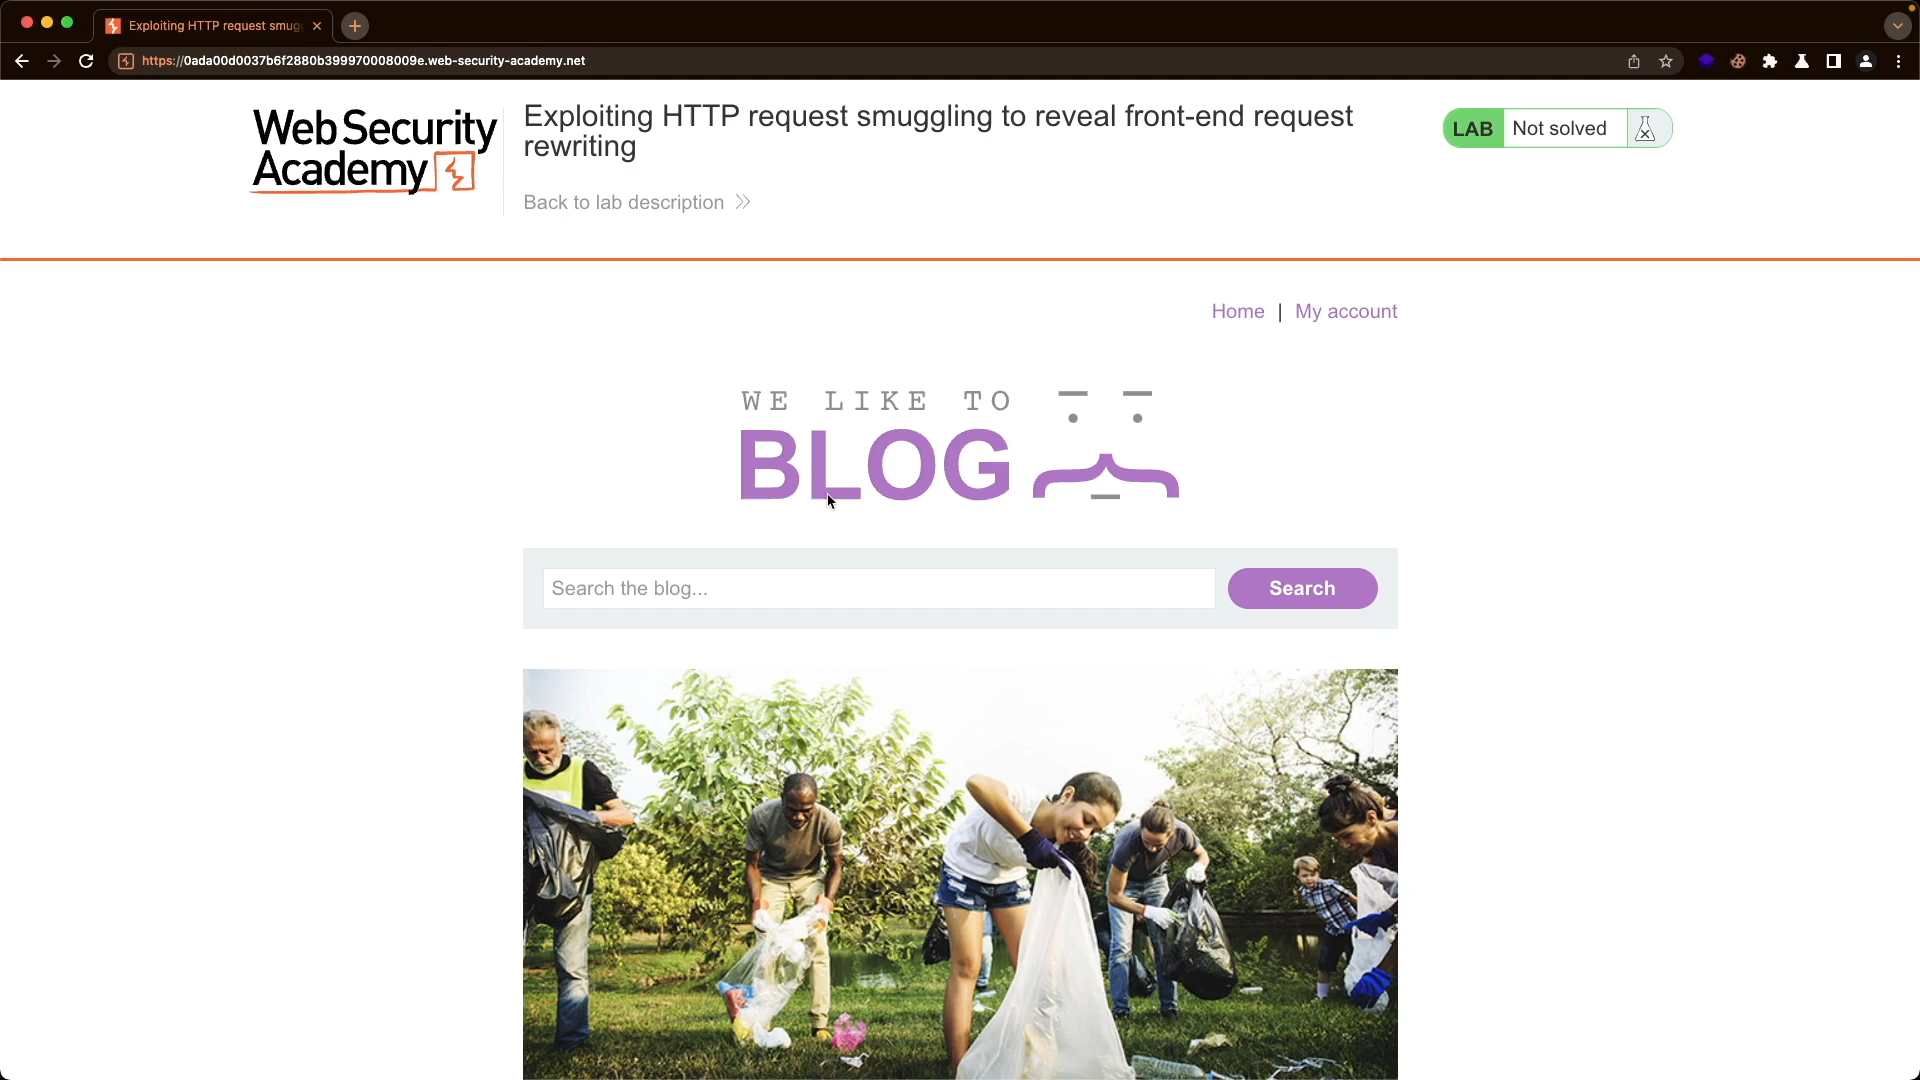 Exploiting HTTP request smug
https://0ada00d0037b6f2880b399970008009e.web-security-academy.net
Web Security
Academy
Exploiting HTTP request smuggling to reveal front-end request
rewriting
Back to lab description
LAB Not solved
Home | My account
WE LIKE TO
BLOG
Search the blog...
Search